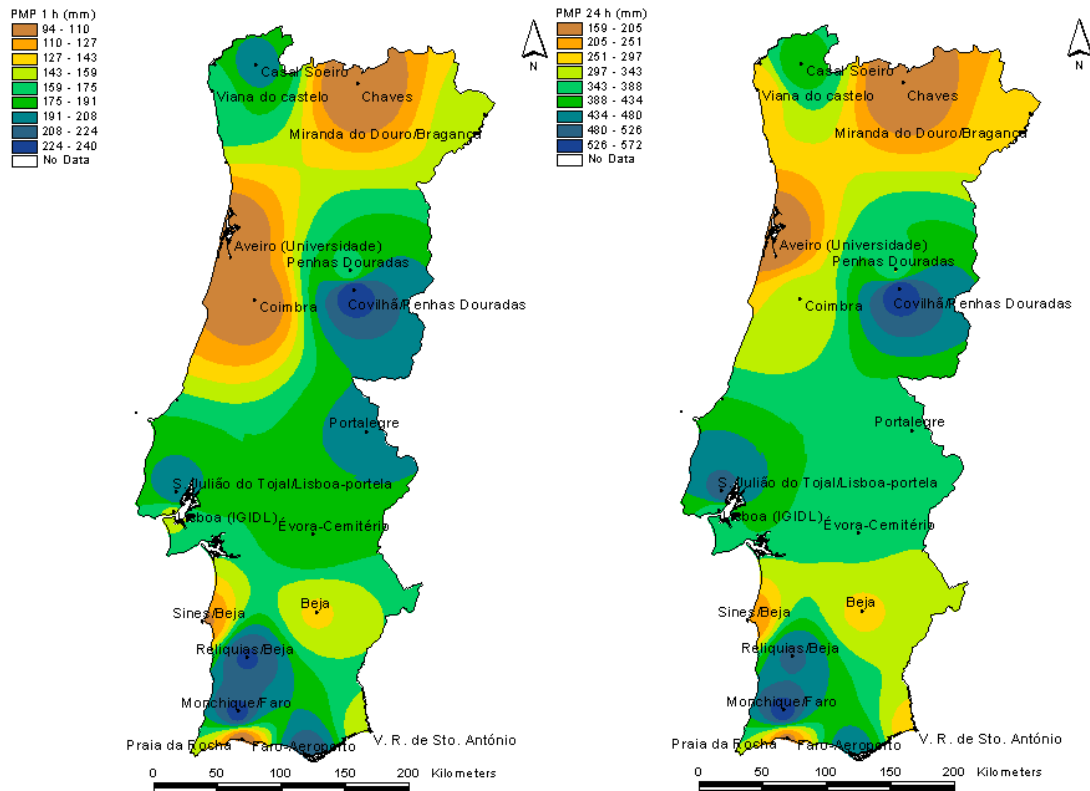 PMP 1 h (mm)
94 - 110
110 - 127
127 - 143
143 - 159
159 - 175
175 - 191
191 - 208
208 - 224
224 - 240
No Data
N
Casal Soeiro
Viana do castelo
Chaves
Miranda do Douro/Bragança
Aveiro (Universidade)
Penhas Douradas
Covilhã/Penhas Douradas
Coimbra
Portalegre
S. Julião do Tojal/Lisboa-portela
Lisboa (IGIDL)
Évora-Cemitério
Beja
Sines/Beja
Reliquias/Beja
Monchique/Faro
Praia da Rocha
Faro-Aeroporto
V. R. de Sto. António
0 50 100 150 200 Kilometers
PMP 24 h (mm)
159 - 205
205 - 251
251 - 297
297 - 343
343 - 388
388 - 434
434 - 480
480 - 526
526 - 572
No Data
N
Casal Soeiro
Viana do castelo
Chaves
Miranda do Douro/Bragança
Aveiro (Universidade)
Penhas Douradas
Covilhã/Penhas Douradas
Coimbra
Portalegre
S. Julião do Tojal/Lisboa-portela
Lisboa (IGIDL)
Évora-Cemitério
Beja
Sines/Beja
Reliquias/Beja
Monchique/Faro
Praia da Rocha
Faro-Aeroporto
V. R. de Sto. António
0 50 100 150 200 Kilometers